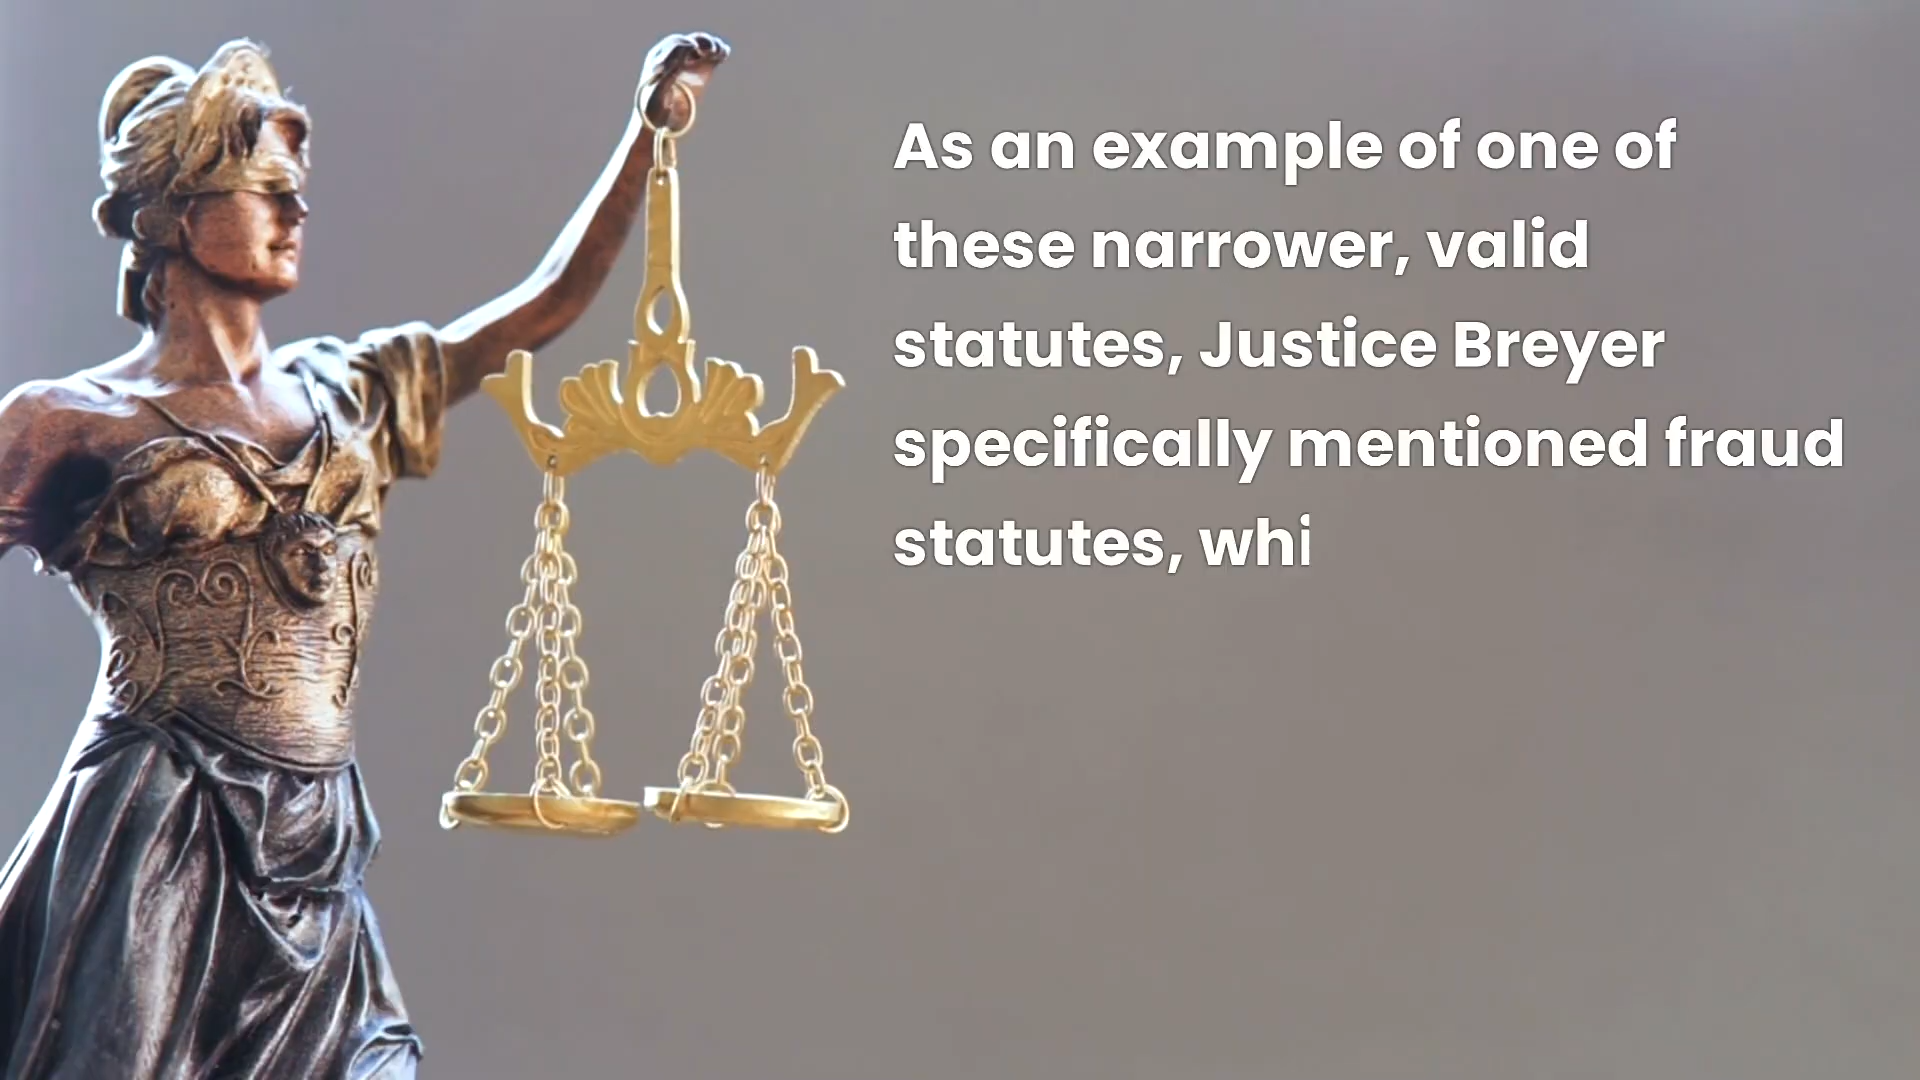 As an example of one of
these narrower, valid
statutes, Justice Breyer
specifically mentioned fraud
statutes, whi